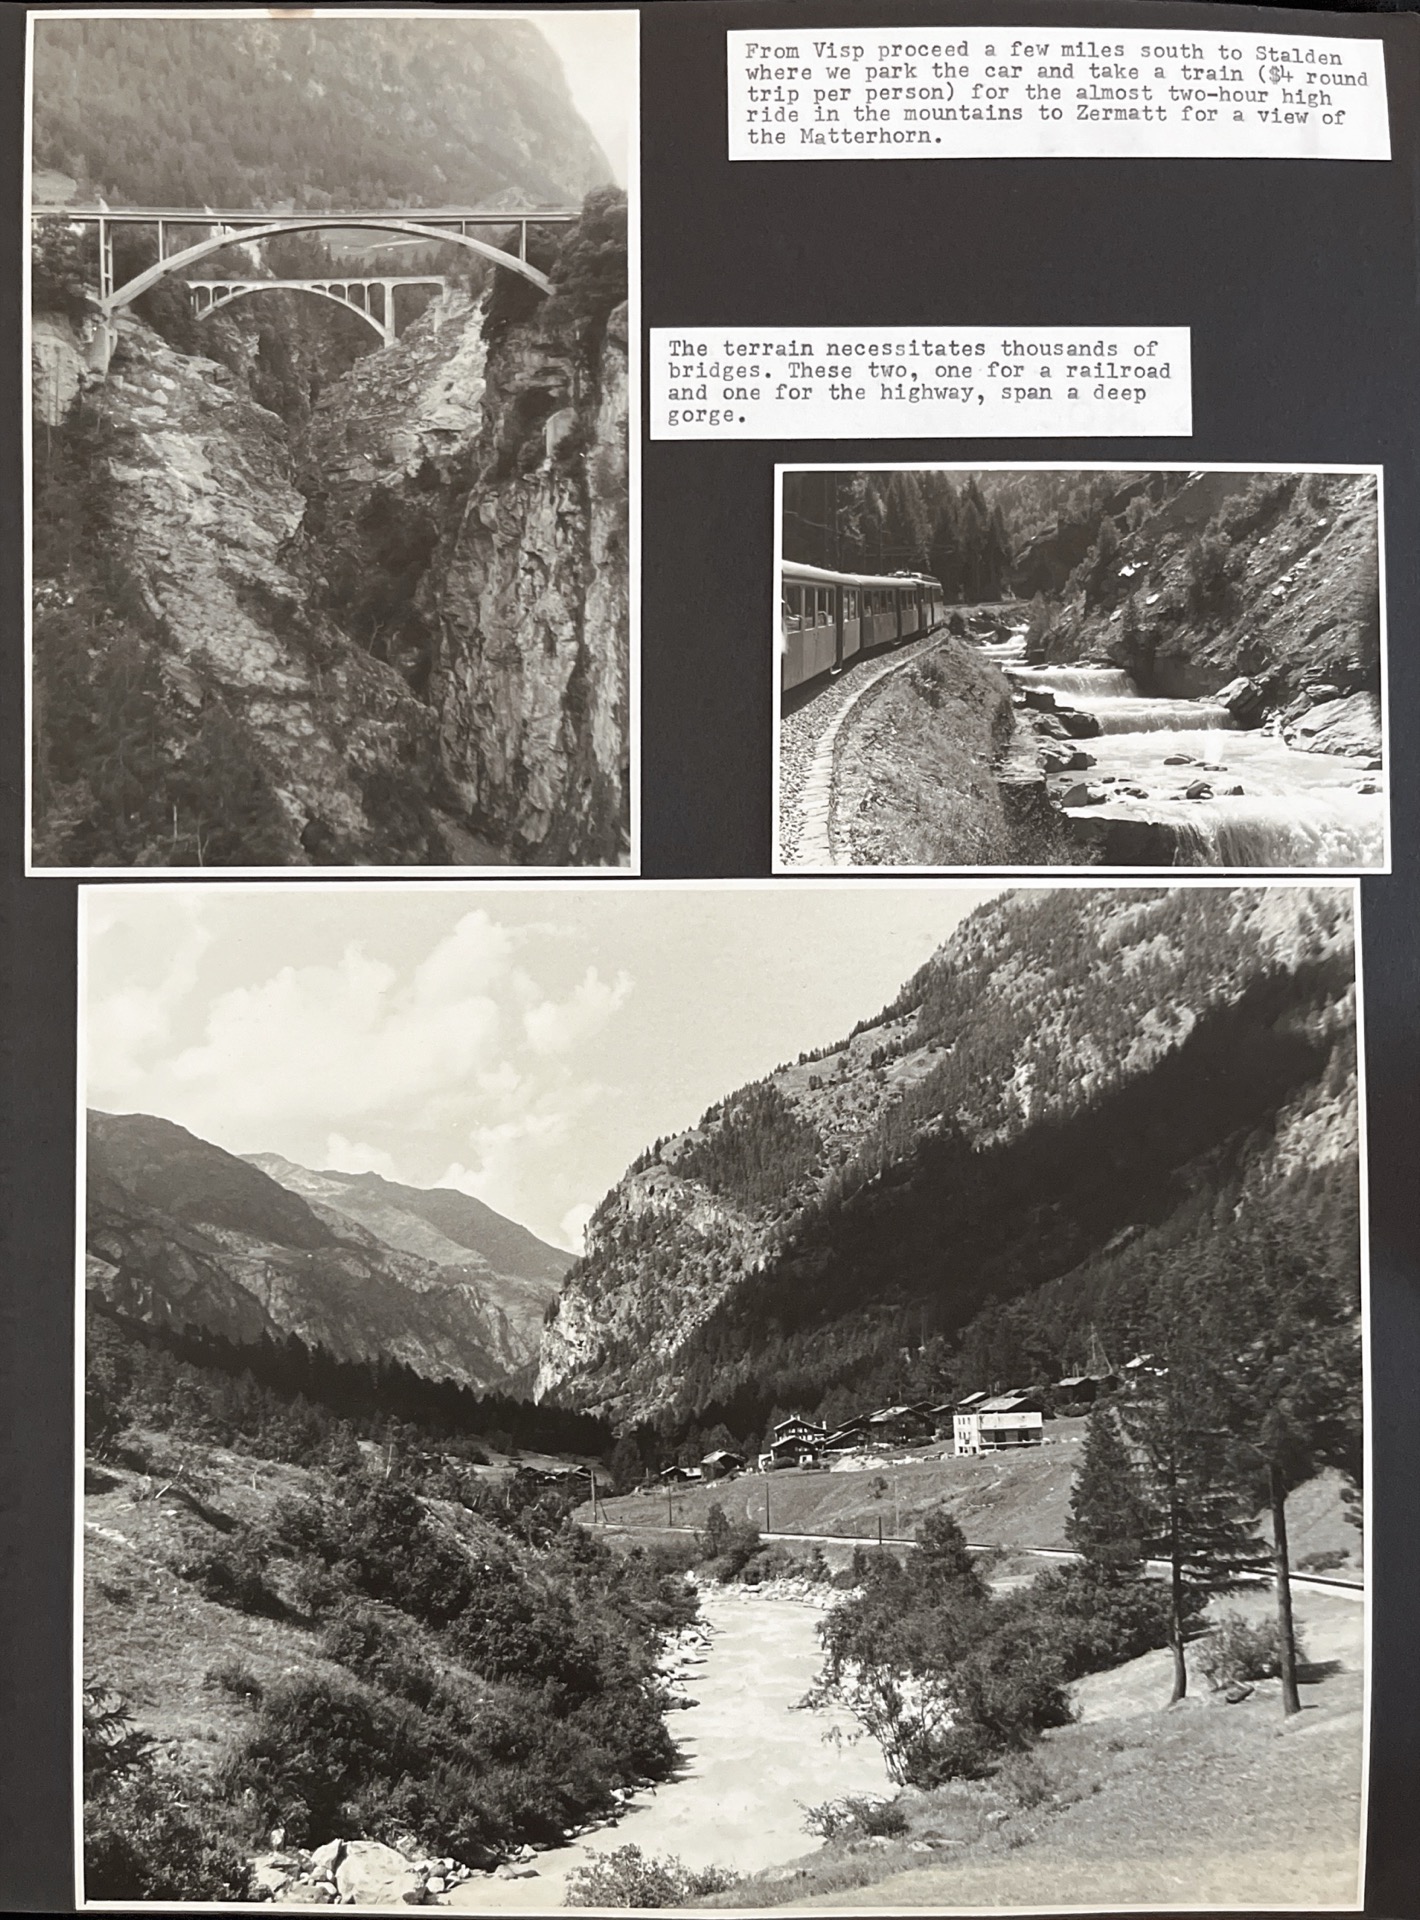 From Visp proceed a few miles south to Stalden
where we park the car and take a train ($4 round
trip per person) for the almost two-hour high
ride in the mountains to Zermatt for a view of
the Matterhorn.
The terrain necessitates thousands of
bridges. These two, one for a railroad
and one for the highway, span a deep
gorge.